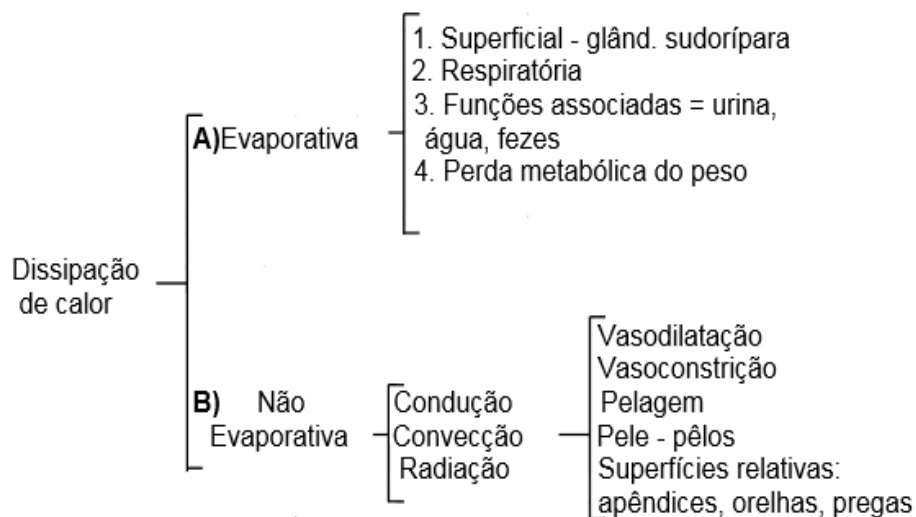 Dissipação
de calor
A)Evaporativa
1. Superficial - glând. sudorípara
2. Respiratória
3. Funções associadas = urina,
água, fezes
4. Perda metabólica do peso
B) Não
Evaporativa
Condução
Convecção
Radiação
Vasodilatação
Vasoconstrição
Pelagem
Pele - pêlos
Superfícies relativas:
apêndices, orelhas, pregas